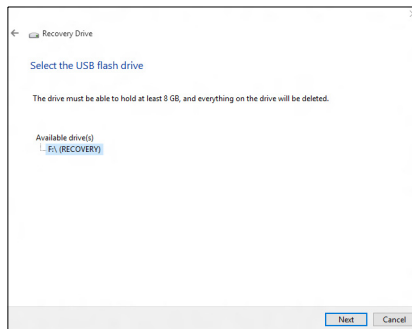 Recovery Drive
Select the USB flash drive
The drive must be able to hold at least 8 GB, and everything on the drive will be deleted.
Available drive(s)
F:\ (RECOVERY)
Next Cancel